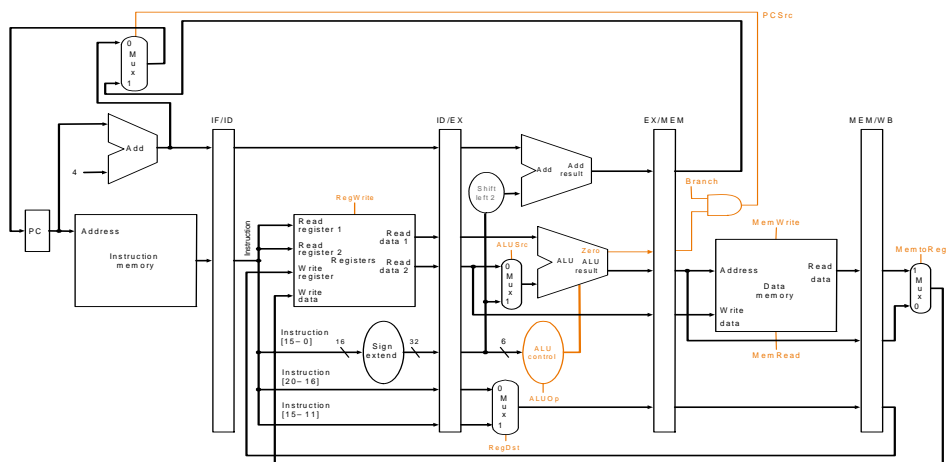 PCSrc
0
M
u
x
1
IF/ID
ID/EX
EX/MEM
MEM/WB
Add
4
Add
Add
result
Shift
left 2
Branch
RegWrite
MemWrite
PC
Address
Instruction
memory
Instruction
Read
register 1
Read
register 2
Registers
Write
register
Write
data
Read
data 1
Read
data 2
ALUSrc
0
M
u
x
1
Zero
ALU
ALU
result
Address
Read
data
Data
memory
Write
data
MemtoReg
1
M
u
x
0
Instruction
[15–0]
16
Sign
extend
32
6
ALU
control
MemRead
Instruction
[20–16]
ALUOp
Instruction
[15–11]
0
M
u
x
1
RegDst